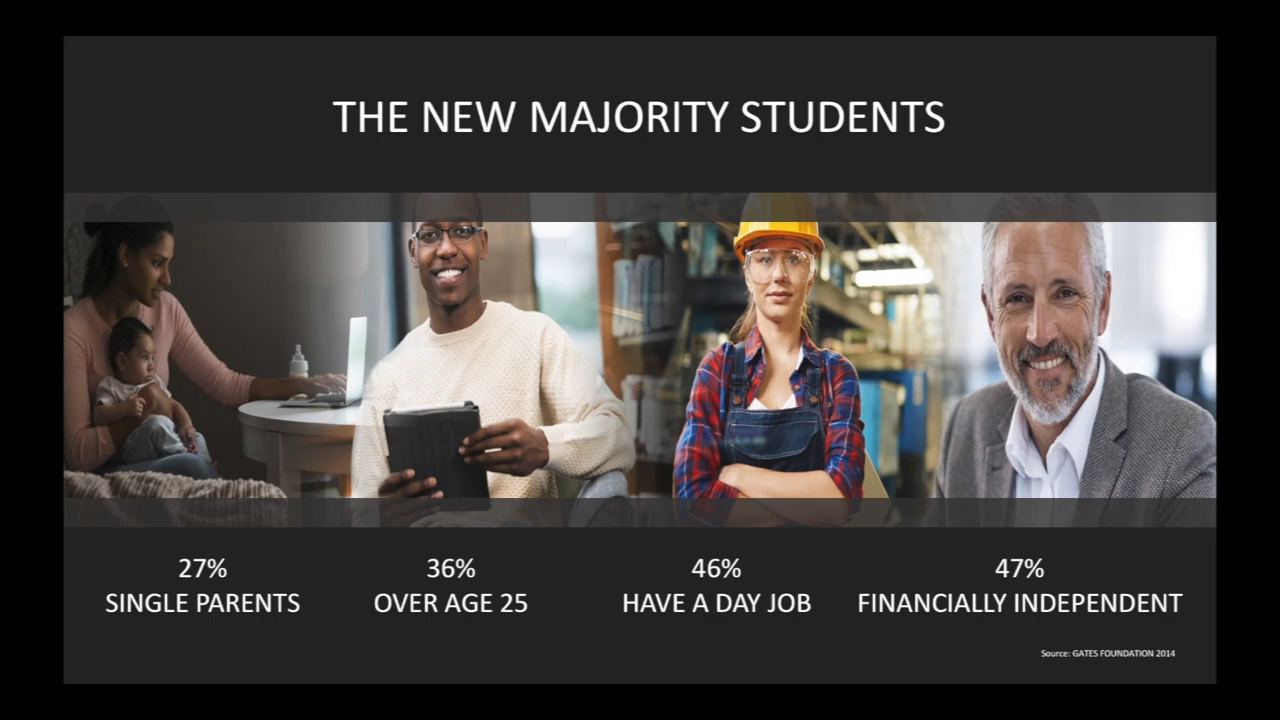 THE NEW MAJORITY STUDENTS
27%
SINGLE PARENTS
36%
OVER AGE 25
46%
HAVE A DAY JOB
47%
FINANCIALLY INDEPENDENT
Source: GATES FOUNDATION 2014